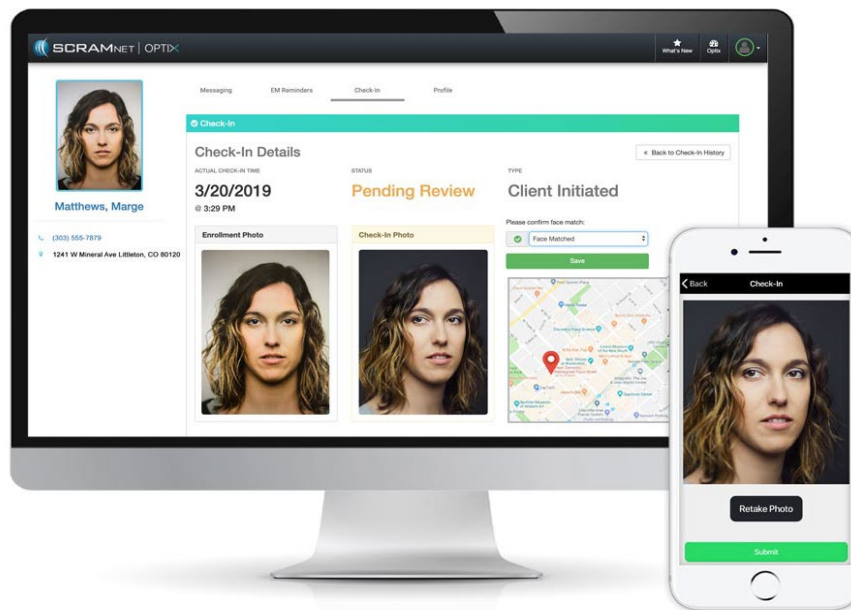 SCRAMNET | OPTIX
What's New
Optix
Messaging
EM Reminders
Check-In
Profile
Check-In
Check-In Details
« Back to Check-In History
ACTUAL CHECK-IN TIME
STATUS
TYPE
3/20/2019
@ 3:29 PM
Pending Review
Client Initiated
Matthews, Marge
(303) 555-7879
1241 W Mineral Ave Littleton, CO 80120
Please confirm face match:
Face Matched
Save
Enrollment Photo
Check-In Photo
Back
Check-In
Retake Photo
Submit